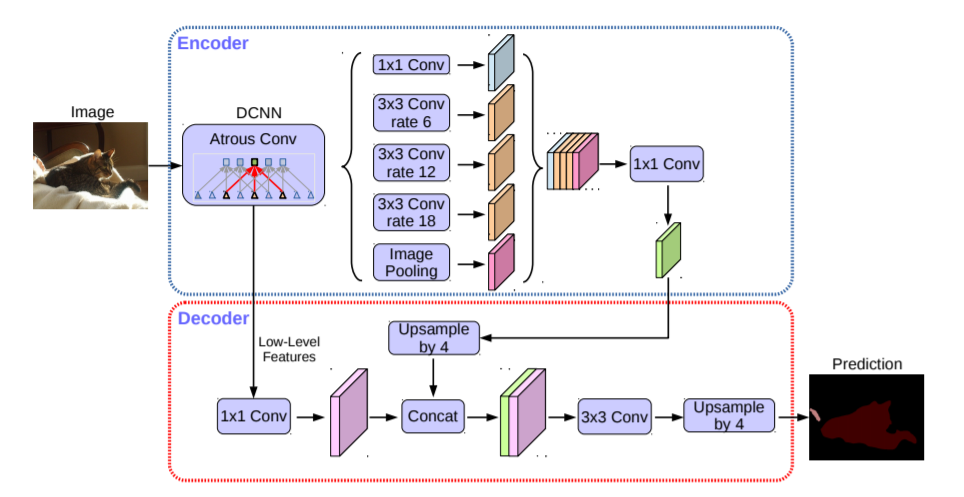 Encoder
Image
DCNN
Atrous Conv
1x1 Conv
3x3 Conv
rate 6
3x3 Conv
rate 12
3x3 Conv
rate 18
Image
Pooling
1x1 Conv
Decoder
Low-Level
Features
Upsample
by 4
1x1 Conv
Concat
3x3 Conv
Upsample
by 4
Prediction